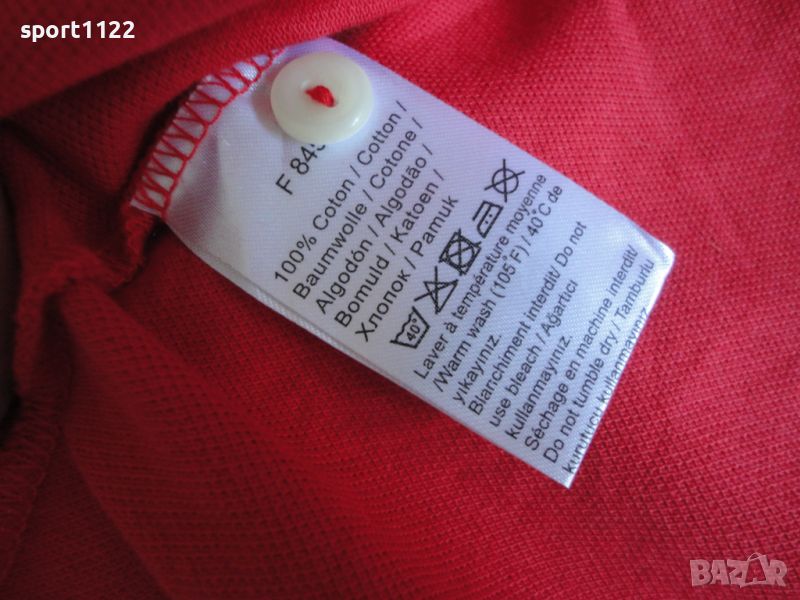 sport1122
F 845
100% Coton / Cotton /
Baumwolle / Cotone /
Algodón / Algodão /
Bomuld / Katoen /
Хлопок / Pamuk
40°
Laver à température moyenne
/Warm wash (105°F) / 40°C de
yıkayınız.
Blanchiment interdit/ Do not
use bleach / Ağartıcı
kullanmayınız.
Séchage en machine interdit/
Do not tumble dry / Tamburlu
kurutucu kullanmayınız
BAZAR